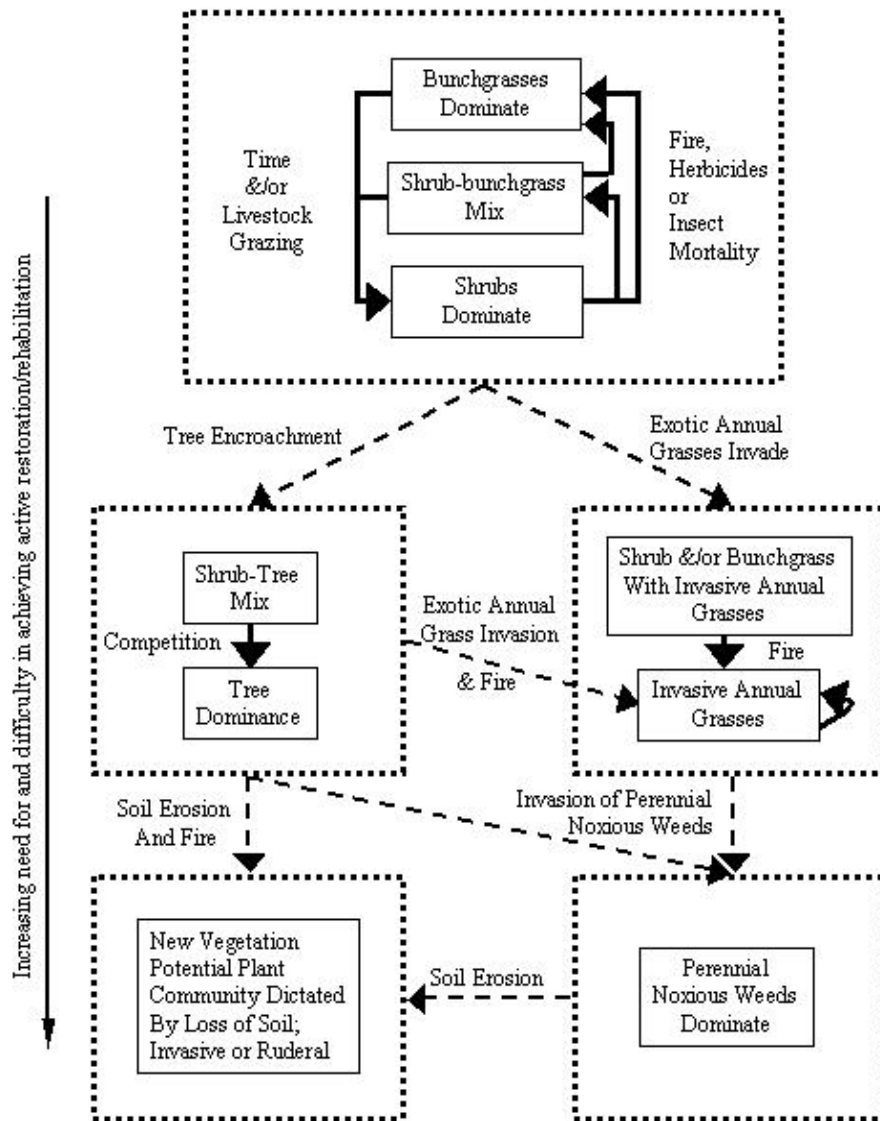 Bunchgrasses
Dominate
Time
&/or
Livestock
Grazing
Shrub-bunchgrass
Mix
Fire,
Herbicides
or
Insect
Mortality
Shrubs
Dominate
Increasing need for and difficulty in achieving active restoration/rehabilitation
Tree Encroachment
Exotic Annual
Grasses Invade
Shrub-Tree
Mix
Competition
Tree
Dominance
Exotic Annual
Grass Invasion
& Fire
Shrub &/or Bunchgrass
With Invasive Annual
Grasses
Fire
Invasive Annual
Grasses
Soil Erosion
And Fire
Invasion of Perennial
Noxious Weeds
New Vegetation
Potential Plant
Community Dictated
By Loss of Soil;
Invasive or Ruderal
Soil Erosion
Perennial
Noxious Weeds
Dominate